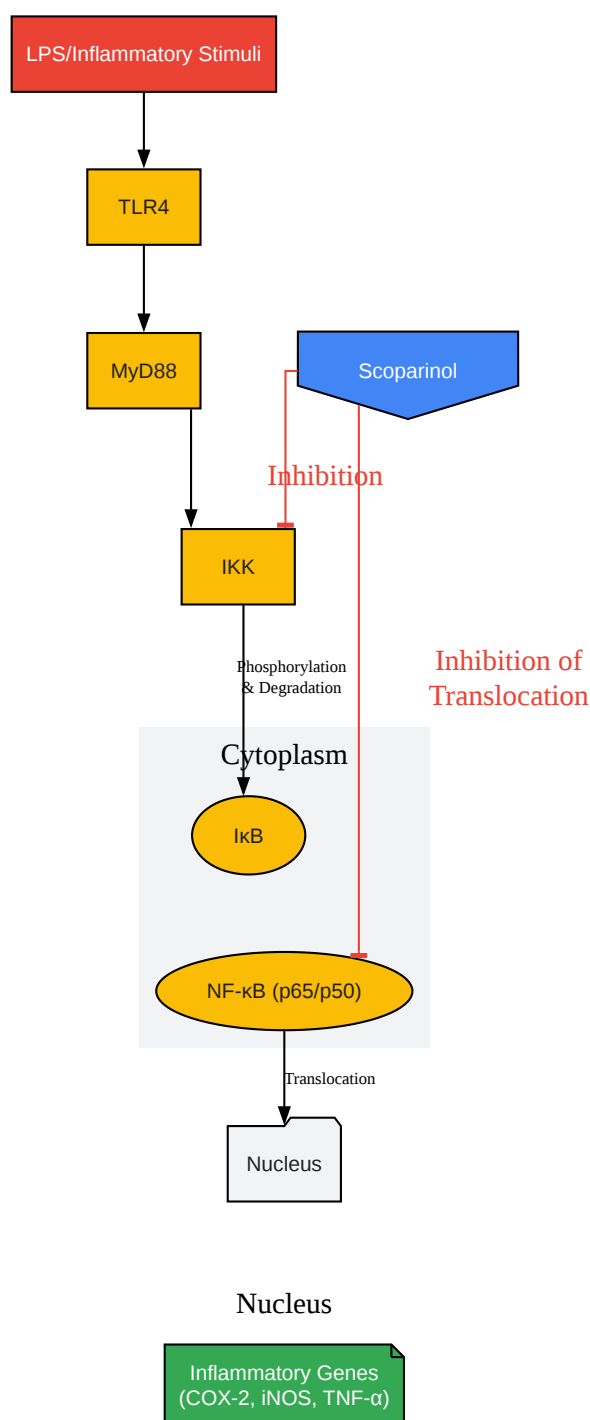 LPS/Inflammatory Stimuli
TLR4
MyD88
Scoparinol
Inhibition
IKK
Phosphorylation
& Degradation
Inhibition of
Translocation
Cytoplasm
IκB
NF-κB (p65/p50)
Translocation
Nucleus
Nucleus
Inflammatory Genes
(COX-2, iNOS, TNF-α)